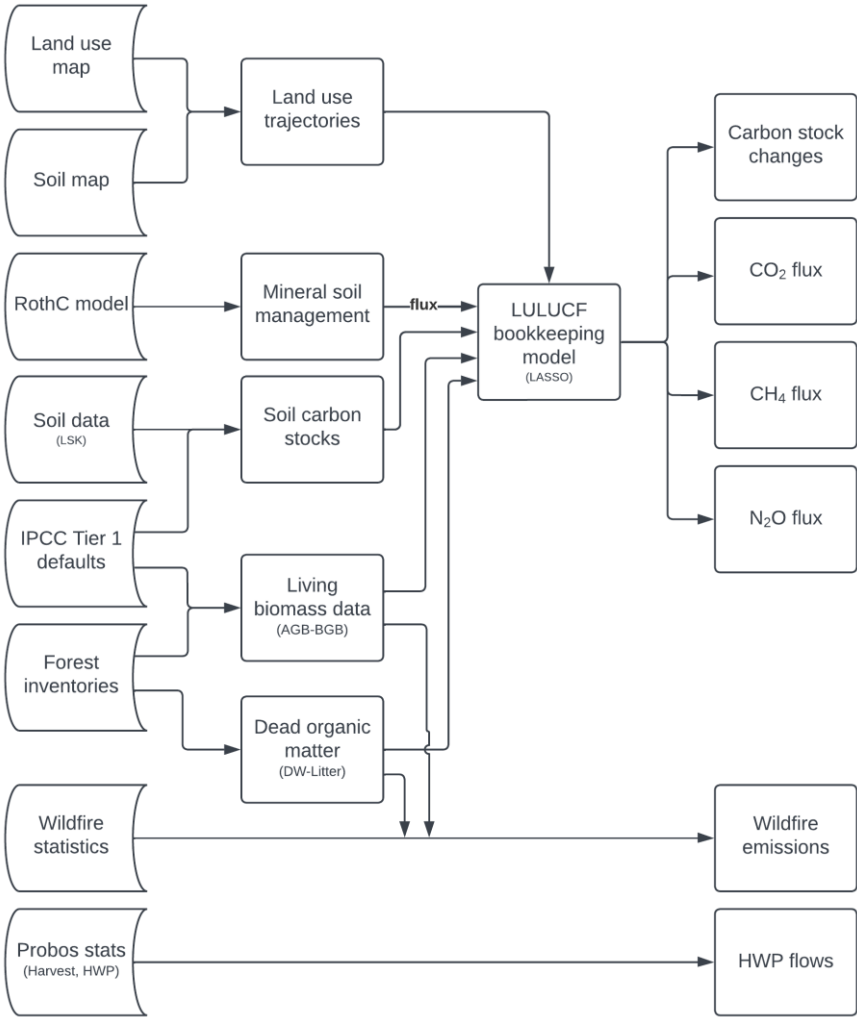 Land use
map
Soil map
Land use
trajectories
RothC model
Mineral soil
management
flux
Soil data
(LSK)
Soil carbon
stocks
IPCC Tier 1
defaults
Living
biomass data
(AGB-BGB)
Forest
inventories
Dead organic
matter
(DW-Litter)
LULUCF
bookkeeping
model
(LASSO)
Carbon stock
changes
CO₂ flux
CH₄ flux
N₂O flux
Wildfire
statistics
Wildfire
emissions
Probos stats
(Harvest, HWP)
HWP flows